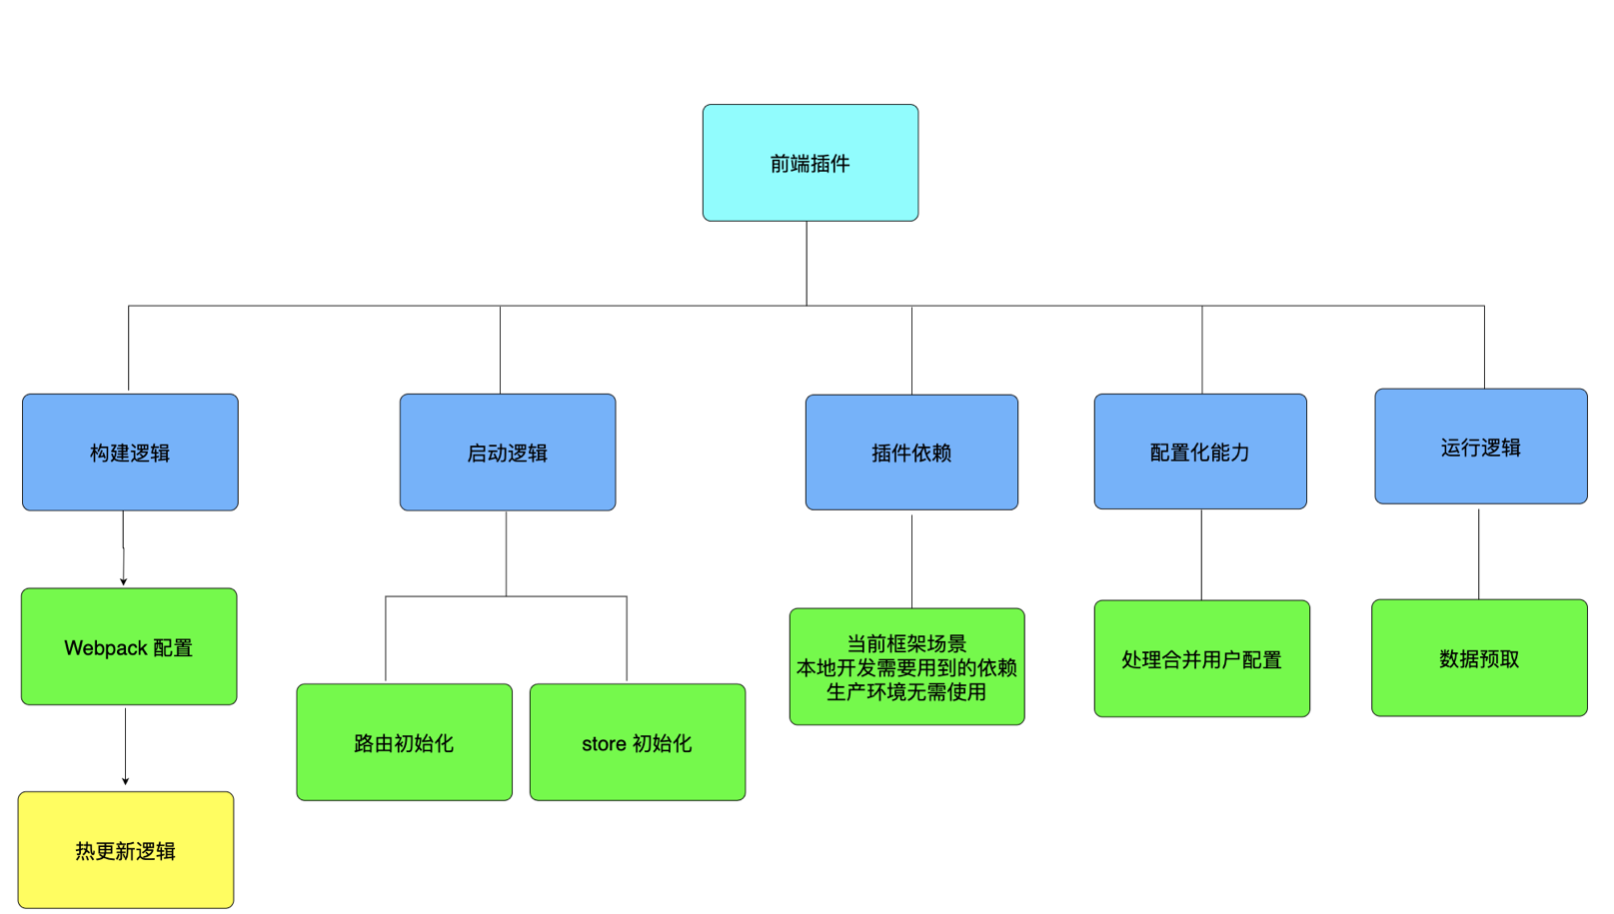 前端插件
构建逻辑
启动逻辑
插件依赖
配置化能力
运行逻辑
Webpack 配置
当前框架场景
本地开发需要用到的依赖
生产环境无需使用
处理合并用户配置
数据预取
路由初始化
store 初始化
热更新逻辑